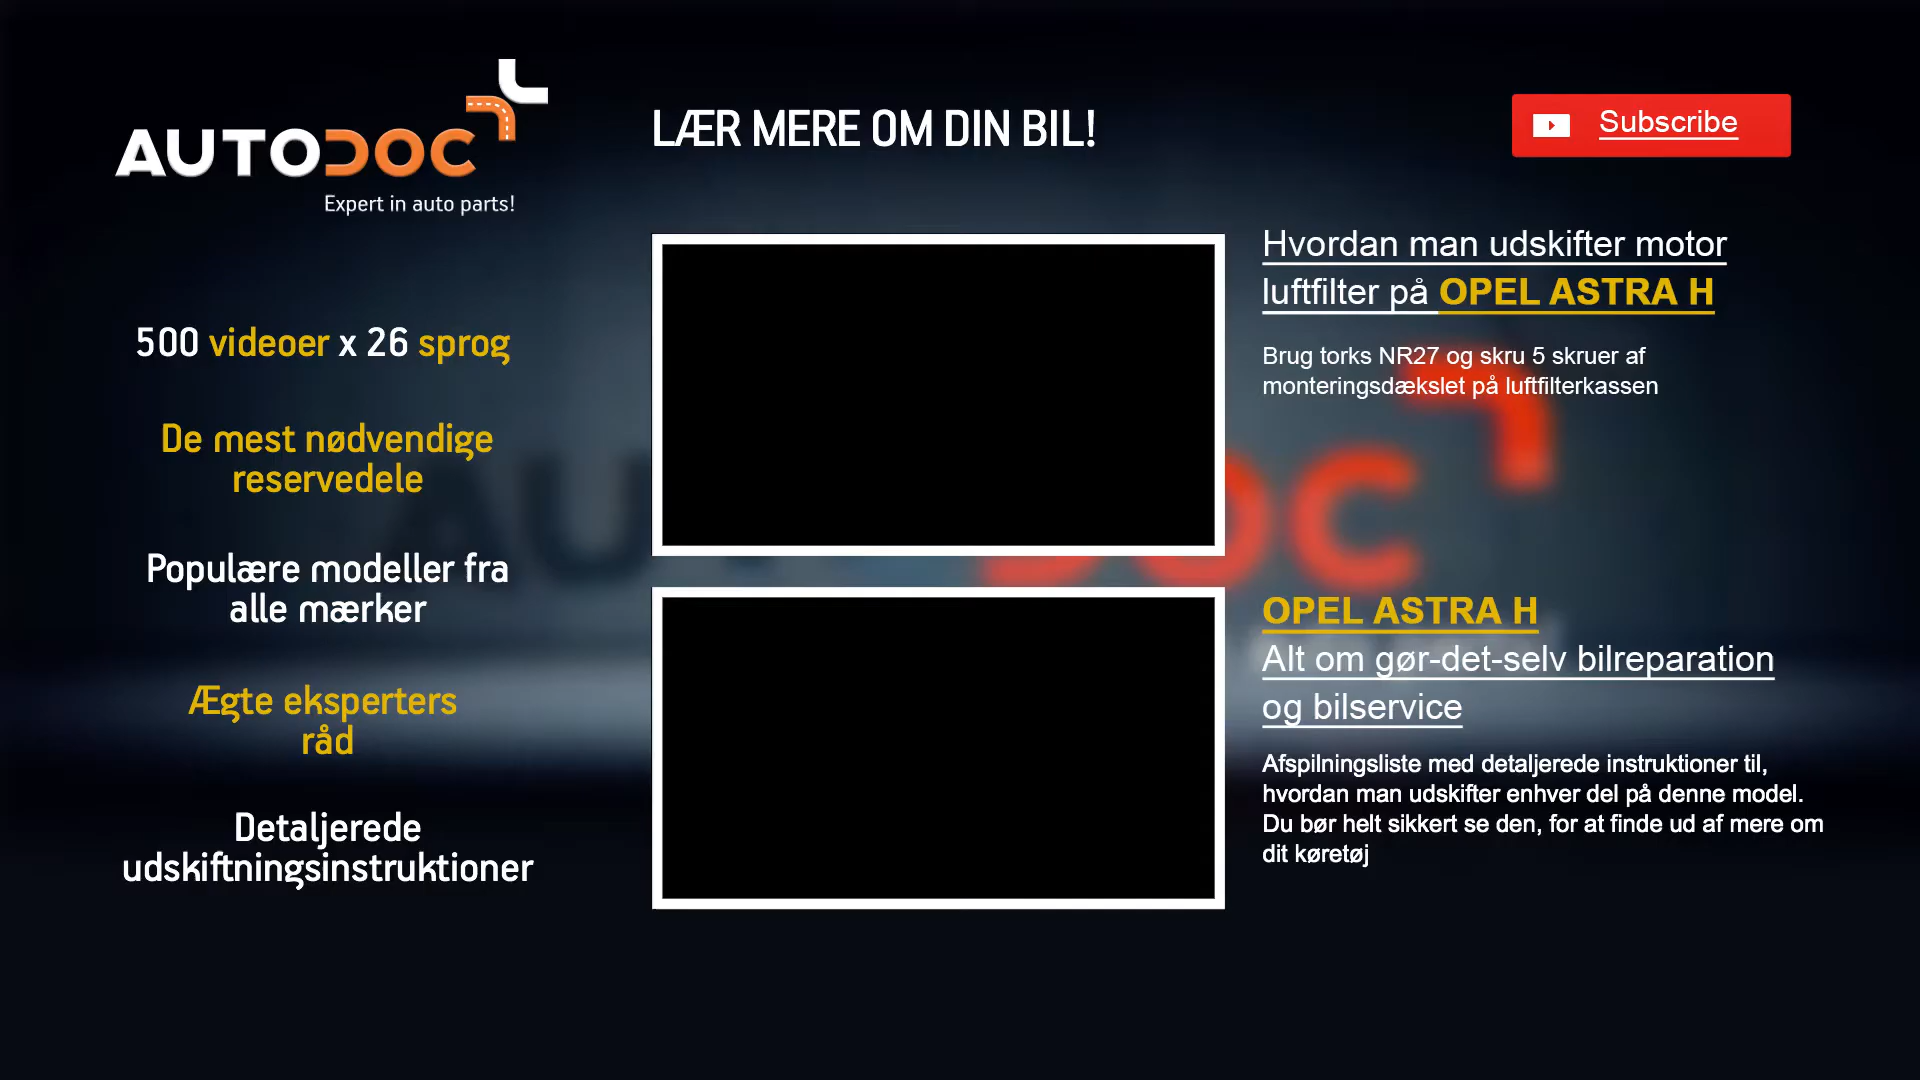 AUTODOC
Expert in auto parts!
LÆR MERE OM DIN BIL!
Subscribe
500 videoer x 26 sprog
De mest nødvendige
reservedele
Populære modeller fra
alle mærker
Ægte eksperters
råd
Detaljerede
udskiftningsinstruktioner
Hvordan man udskifter motor
luftfilter på OPEL ASTRA H
Brug torks NR27 og skru 5 skruer af
monteringsdækslet på luftfilterkassen
OPEL ASTRA H
Alt om gør-det-selv bilreparation
og bilservice
Afspilningsliste med detaljerede instruktioner til,
hvordan man udskifter enhver del på denne model.
Du bør helt sikkert se den, for at finde ud af mere om
dit køretøj